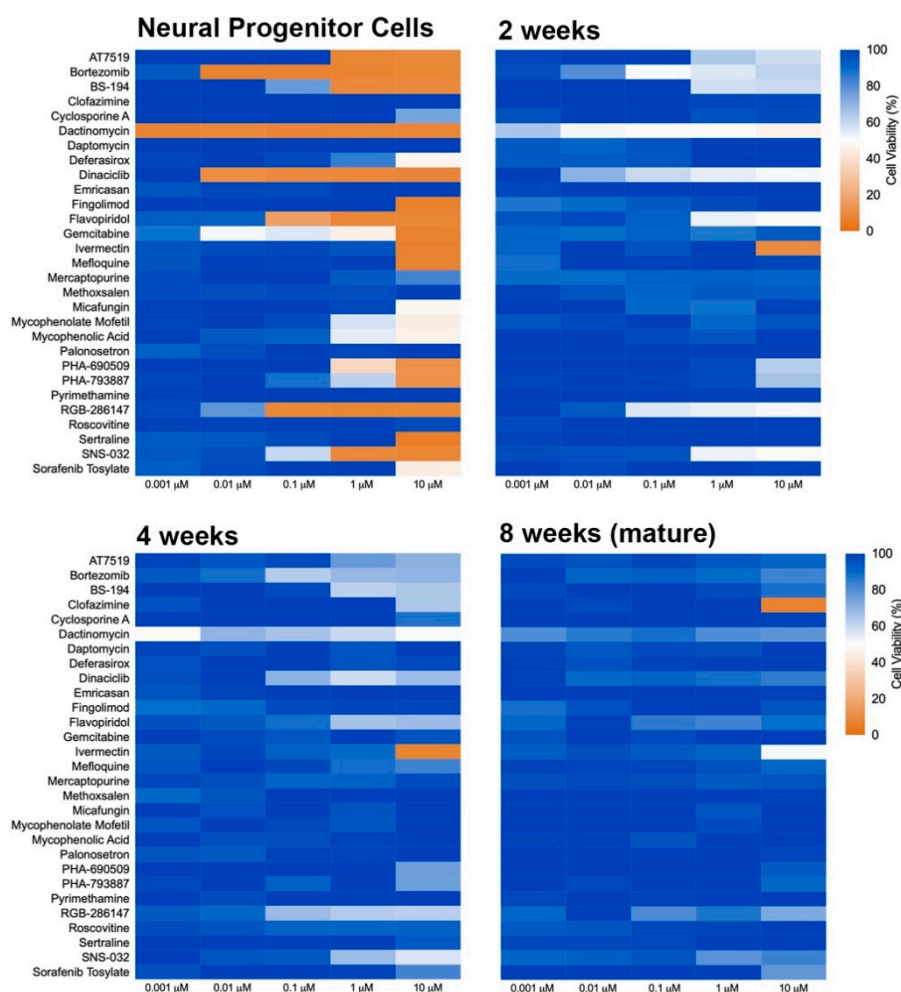 Neural Progenitor Cells
2 weeks
AT7519
Bortezomib
BS-194
Clofazimine
Cyclosporine A
Dactinomycin
Daptomycin
Deferasirox
Dinaciclib
Emricasan
Fingolimod
Flavopiridol
Gemcitabine
Ivermectin
Mefloquine
Mercaptopurine
Methoxsalen
Micafungin
Mycophenolate Mofetil
Mycophenolic Acid
Palonosetron
PHA-690509
PHA-793887
Pyrimethamine
RGB-286147
Roscovitine
Sertraline
SNS-032
Sorafenib Tosylate
0.001 µM 0.01 µM 0.1 µM 1 µM 10 µM
0.001 µM 0.01 µM 0.1 µM 1 µM 10 µM
100
80
60
40
20
0
Cell Viability (%)
4 weeks
8 weeks (mature)
AT7519
Bortezomib
BS-194
Clofazimine
Cyclosporine A
Dactinomycin
Daptomycin
Deferasirox
Dinaciclib
Emricasan
Fingolimod
Flavopiridol
Gemcitabine
Ivermectin
Mefloquine
Mercaptopurine
Methoxsalen
Micafungin
Mycophenolate Mofetil
Mycophenolic Acid
Palonosetron
PHA-690509
PHA-793887
Pyrimethamine
RGB-286147
Roscovitine
Sertraline
SNS-032
Sorafenib Tosylate
0.001 µM 0.01 µM 0.1 µM 1 µM 10 µM
0.001 µM 0.01 µM 0.1 µM 1 µM 10 µM
100
80
60
40
20
0
Cell Viability (%)